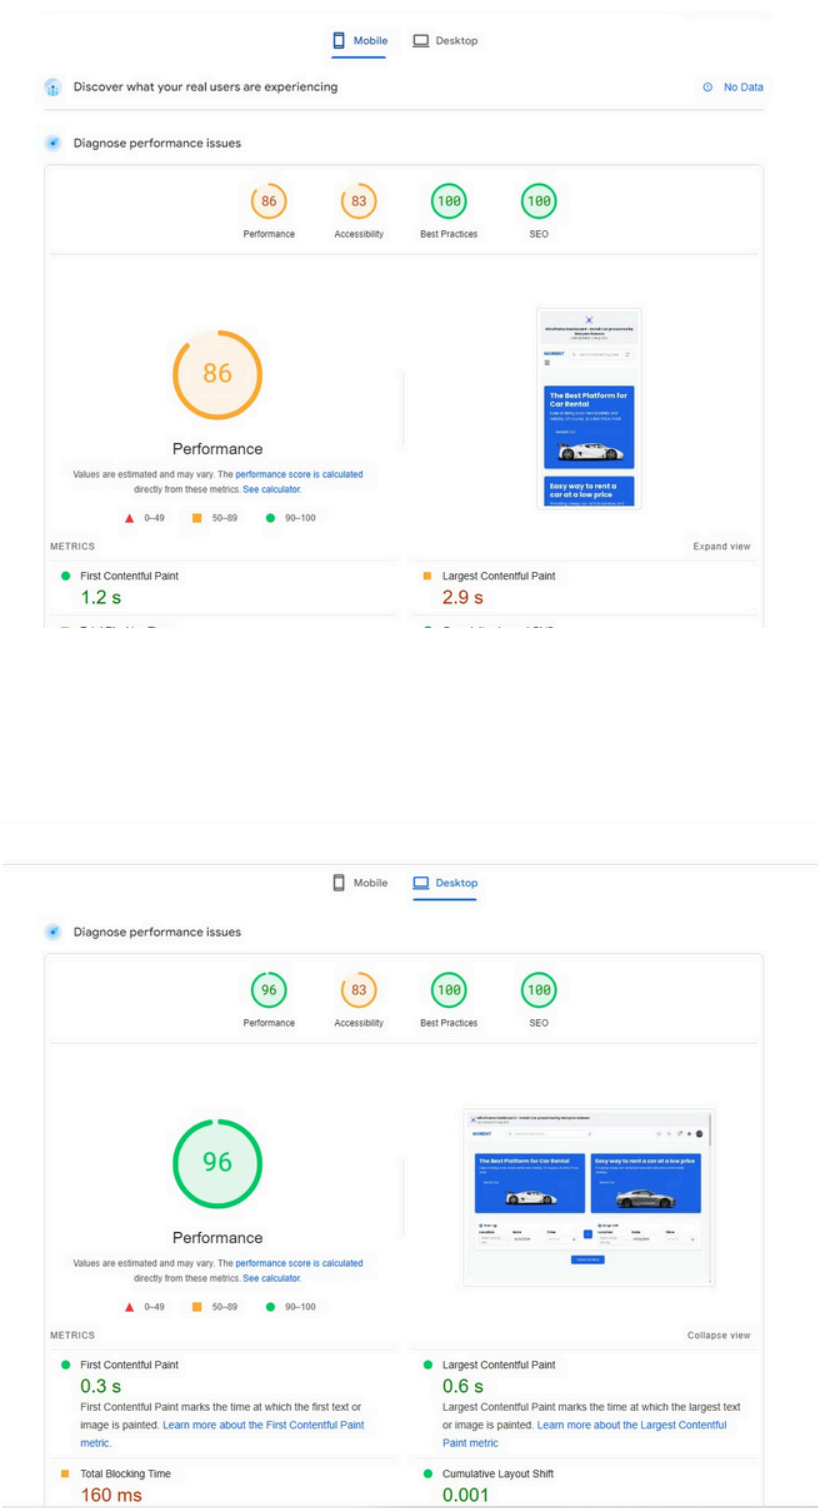 Mobile
Desktop
Discover what your real users are experiencing
No Data
Diagnose performance issues
86
83
100
100
Performance
Accessibility
Best Practices
SEO
86
Performance
Values are estimated and may vary. The performance score is calculated
directly from these metrics. See calculator.
0–49
50–89
90–100
The Best Platform for
Car Rental
Easy way to rent a
car at a low price
METRICS
Expand view
First Contentful Paint
1.2 s
Largest Contentful Paint
2.9 s
Mobile
Desktop
Diagnose performance issues
96
83
100
100
Performance
Accessibility
Best Practices
SEO
96
Performance
Values are estimated and may vary. The performance score is calculated
directly from these metrics. See calculator.
0–49
50–89
90–100
MORENT
The Best Platform for Car Rental
Easy way to rent a car at a low price
METRICS
Collapse view
First Contentful Paint
0.3 s
First Contentful Paint marks the time at which the first text or
image is painted. Learn more about the First Contentful Paint
metric.
Largest Contentful Paint
0.6 s
Largest Contentful Paint marks the time at which the largest text
or image is painted. Learn more about the Largest Contentful
Paint metric
Total Blocking Time
160 ms
Cumulative Layout Shift
0.001